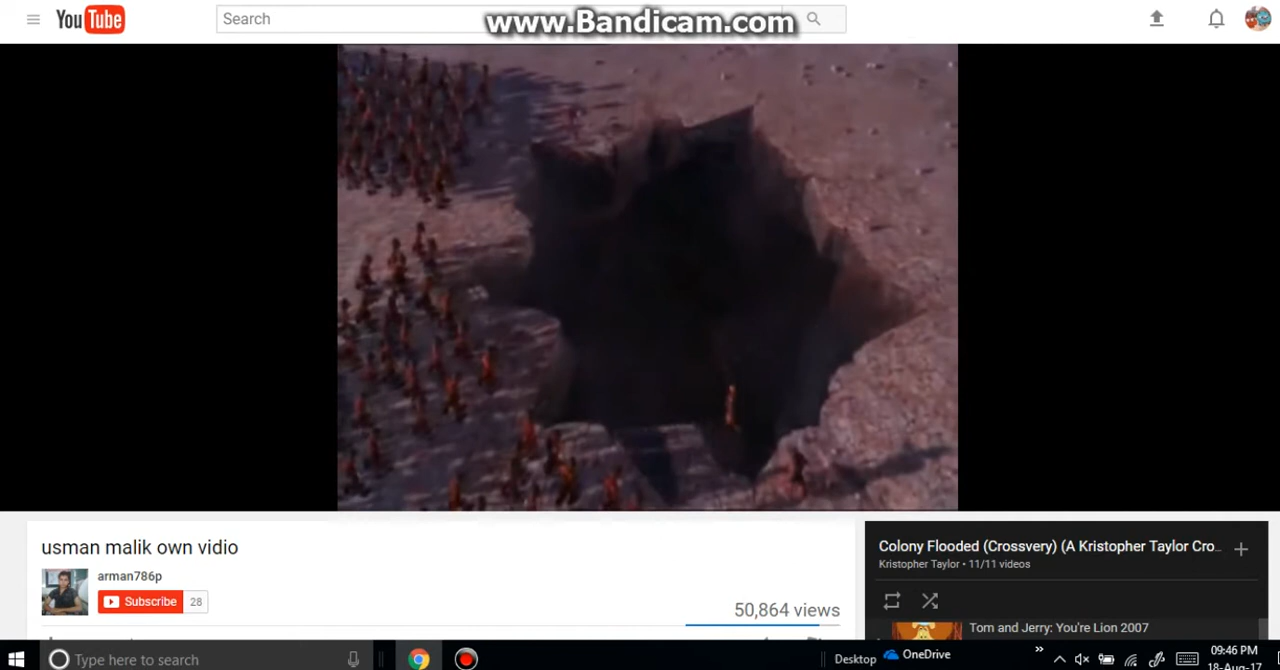 YouTube
Search
www.Bandicam.com
usman malik own vidio
arman786p
Subscribe 28
50,864 views
Colony Flooded (Crossvery) (A Kristopher Taylor Cro...
Kristopher Taylor • 11/11 videos
Tom and Jerry: You're Lion 2007
Type here to search
Desktop
OneDrive
09:46 PM
18-Aug-17